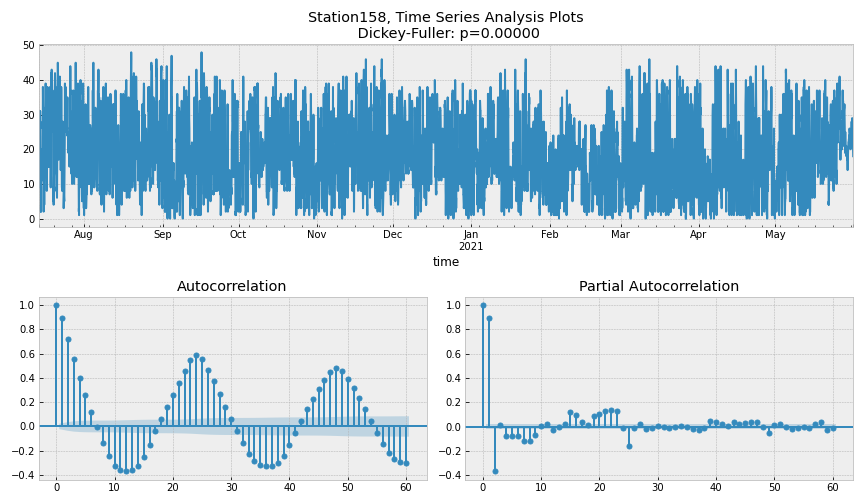 Station158, Time Series Analysis Plots
Dickey-Fuller: p=0.00000
50
40
30
20
10
0
Aug Sep Oct Nov Dec Jan Feb Mar Apr May
2021
time
Autocorrelation
1.0
0.8
0.6
0.4
0.2
0.0
−0.2
−0.4
0 10 20 30 40 50 60
Partial Autocorrelation
1.0
0.8
0.6
0.4
0.2
0.0
−0.2
−0.4
0 10 20 30 40 50 60